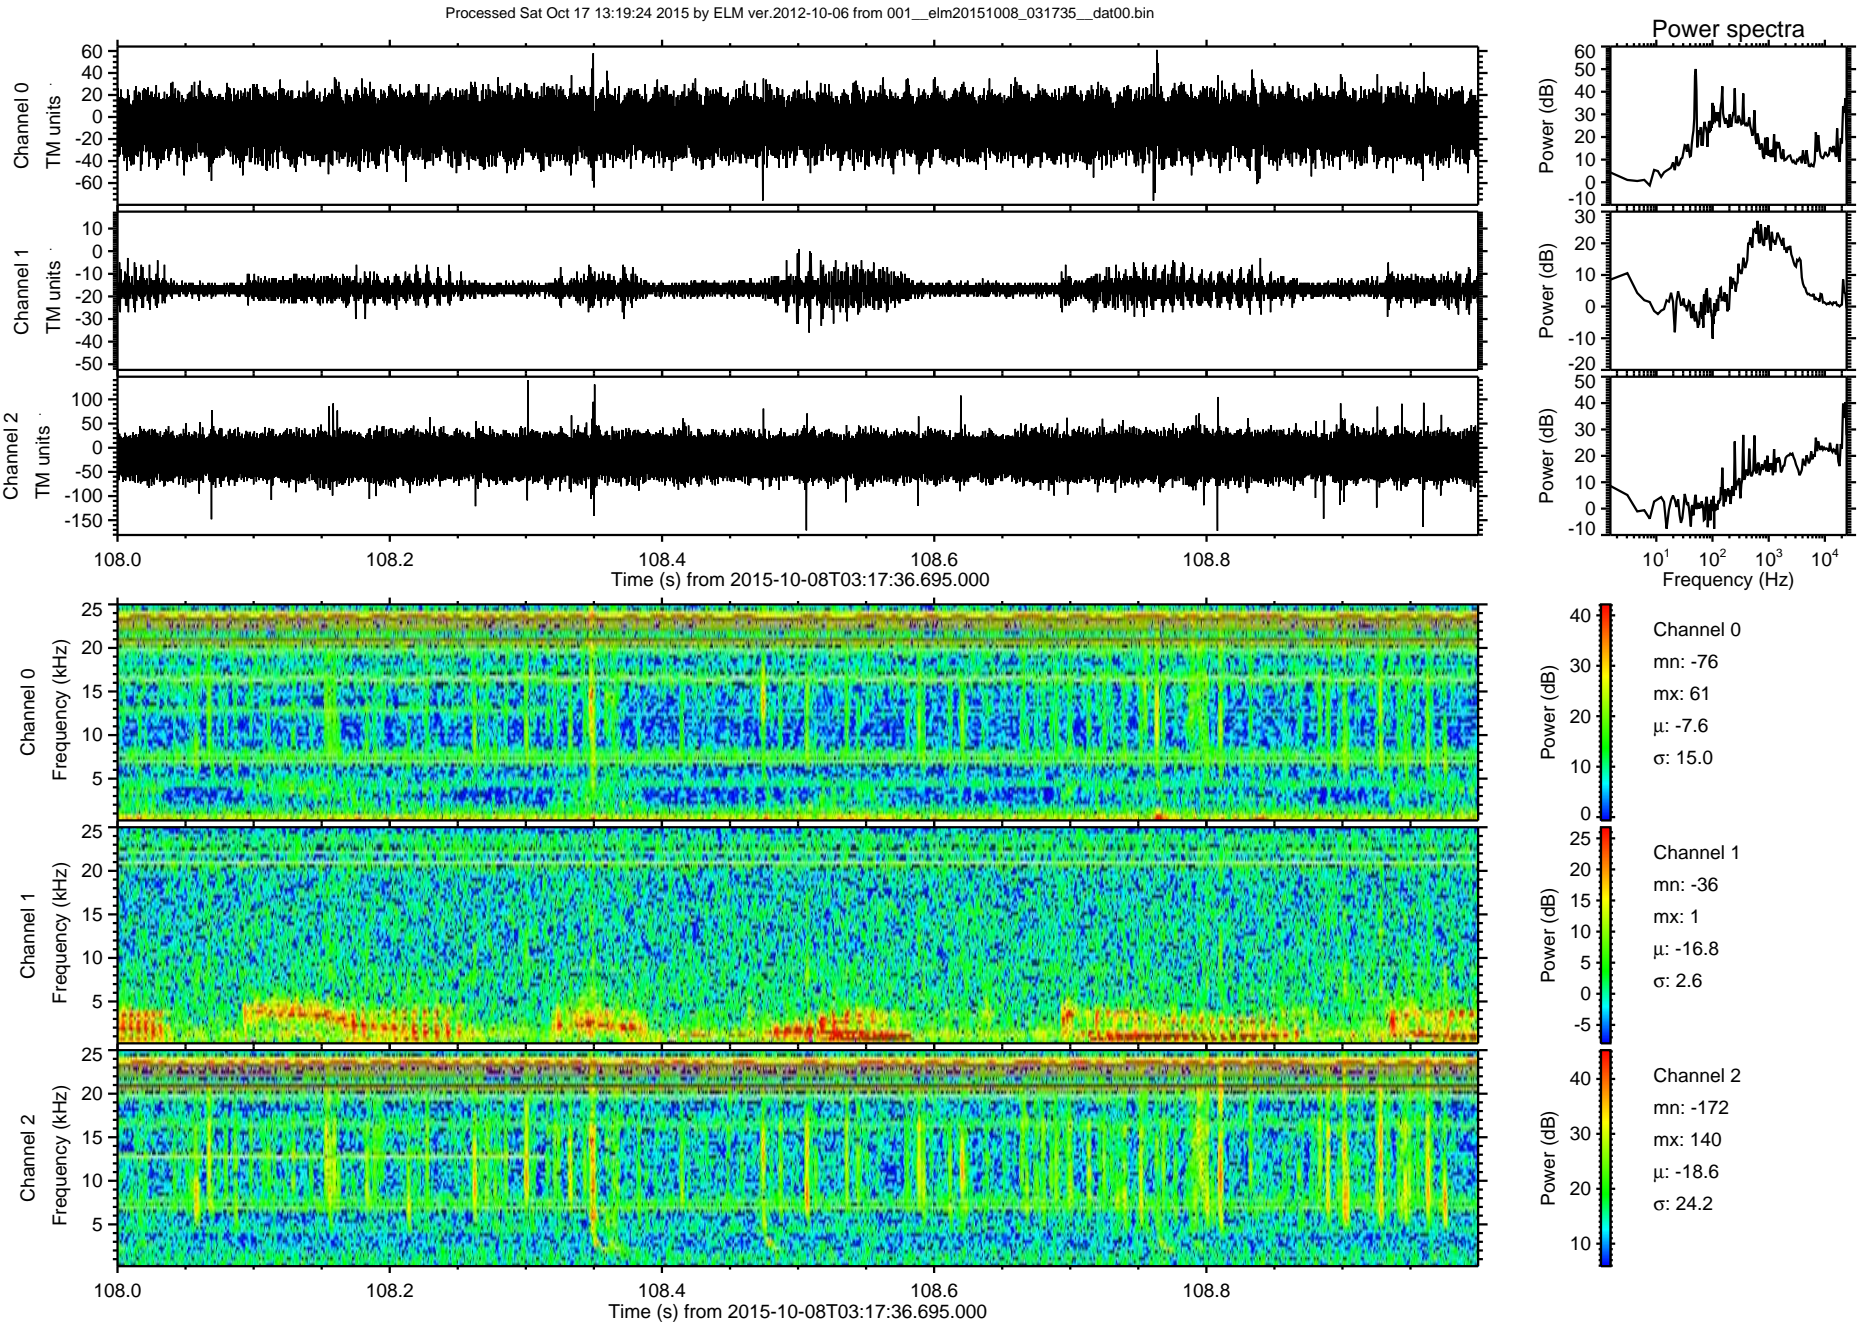 Processed Sat Oct 17 13:19:24 2015 by ELM ver.2012-10-06 from 001__elm20151008_031735__dat00.bin
Power spectra
Channel 0
TM units
60
40
20
0
-20
-40
-60
Power (dB)
60
50
40
30
20
10
0
-10
Channel 1
TM units
10
0
-10
-20
-30
-40
-50
Power (dB)
30
20
10
0
-10
-20
Channel 2
TM units
100
50
0
-50
-100
-150
Power (dB)
50
40
30
20
10
0
-10
108.0 108.2 108.4 108.6 108.8
Time (s) from 2015-10-08T03:17:36.695.000
10^1 10^2 10^3 10^4
Frequency (Hz)
Channel 0
Frequency (kHz)
25
20
15
10
5
Power (dB)
40
30
20
10
0
Channel 0
mn: -76
mx: 61
μ: -7.6
σ: 15.0
Channel 1
Frequency (kHz)
25
20
15
10
5
Power (dB)
25
20
15
10
5
0
-5
Channel 1
mn: -36
mx: 1
μ: -16.8
σ: 2.6
Channel 2
Frequency (kHz)
25
20
15
10
5
Power (dB)
40
30
20
10
Channel 2
mn: -172
mx: 140
μ: -18.6
σ: 24.2
108.0 108.2 108.4 108.6 108.8
Time (s) from 2015-10-08T03:17:36.695.000